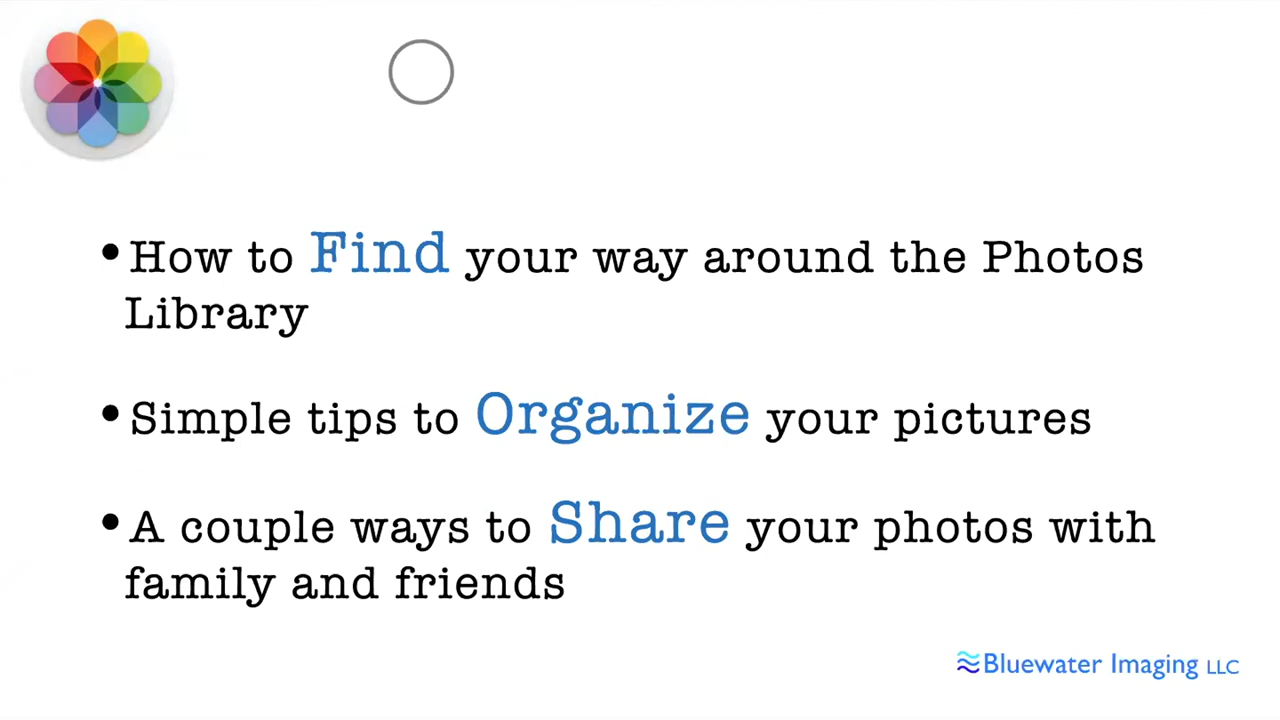 •How to Find your way around the Photos
Library
•Simple tips to Organize your pictures
•A couple ways to Share your photos with
family and friends
Bluewater Imaging LLC